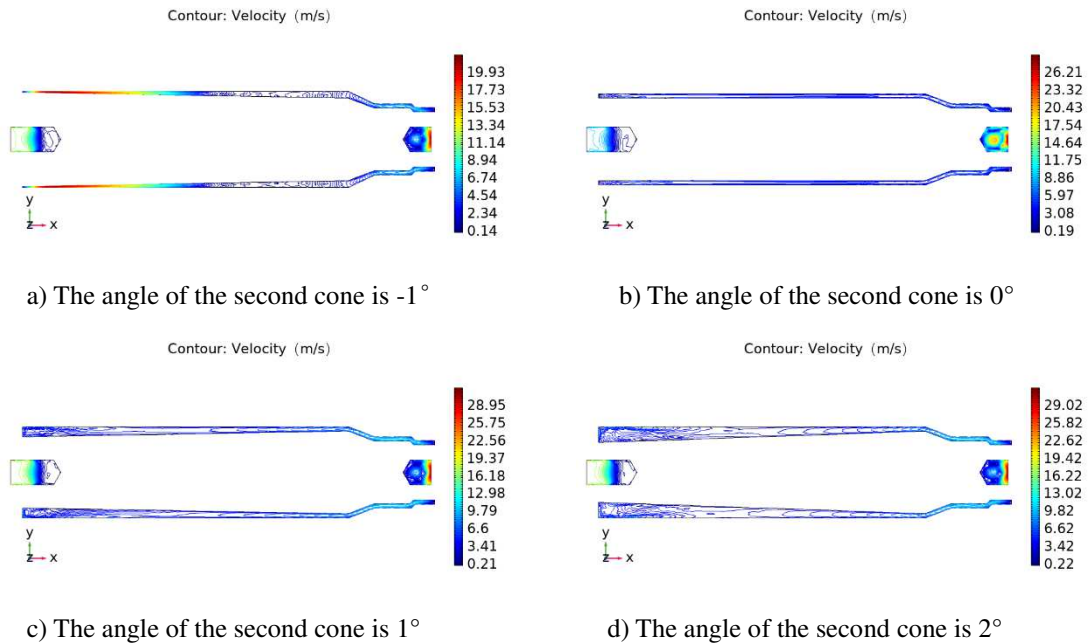 Contour: Velocity (m/s)
19.93
17.73
15.53
13.34
11.14
8.94
6.74
4.54
2.34
0.14
y
z x
a) The angle of the second cone is -1°
Contour: Velocity (m/s)
26.21
23.32
20.43
17.54
14.64
11.75
8.86
5.97
3.08
0.19
y
z x
b) The angle of the second cone is 0°
Contour: Velocity (m/s)
28.95
25.75
22.56
19.37
16.18
12.98
9.79
6.6
3.41
0.21
y
z x
c) The angle of the second cone is 1°
Contour: Velocity (m/s)
29.02
25.82
22.62
19.42
16.22
13.02
9.82
6.62
3.42
0.22
y
z x
d) The angle of the second cone is 2°